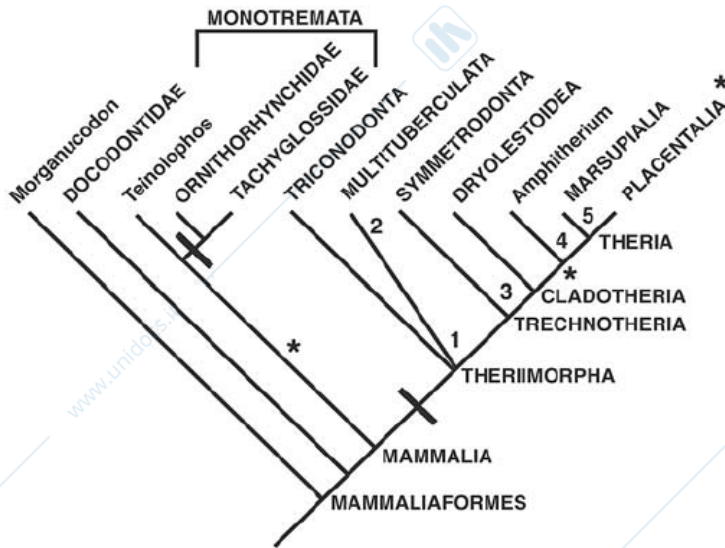 MONOTREMATA
Morganucodon
DOCODONTIDAE
Teinolophos
ORNITHORHYNCHIDAE
TACHYGLOSSIDAE
TRICONODONTA
MULTITUBERCULATA
SYMMETRODONTA
DRYOLESTOIDEA
Amphitherium
MARSUPIALIA
PLACENTALIA *
2
5
4
THERIA
*
3
CLADOTHERIA
TRECHNOTHERIA
1
*
THERIIMORPHA
MAMMALIA
MAMMALIAFORMES